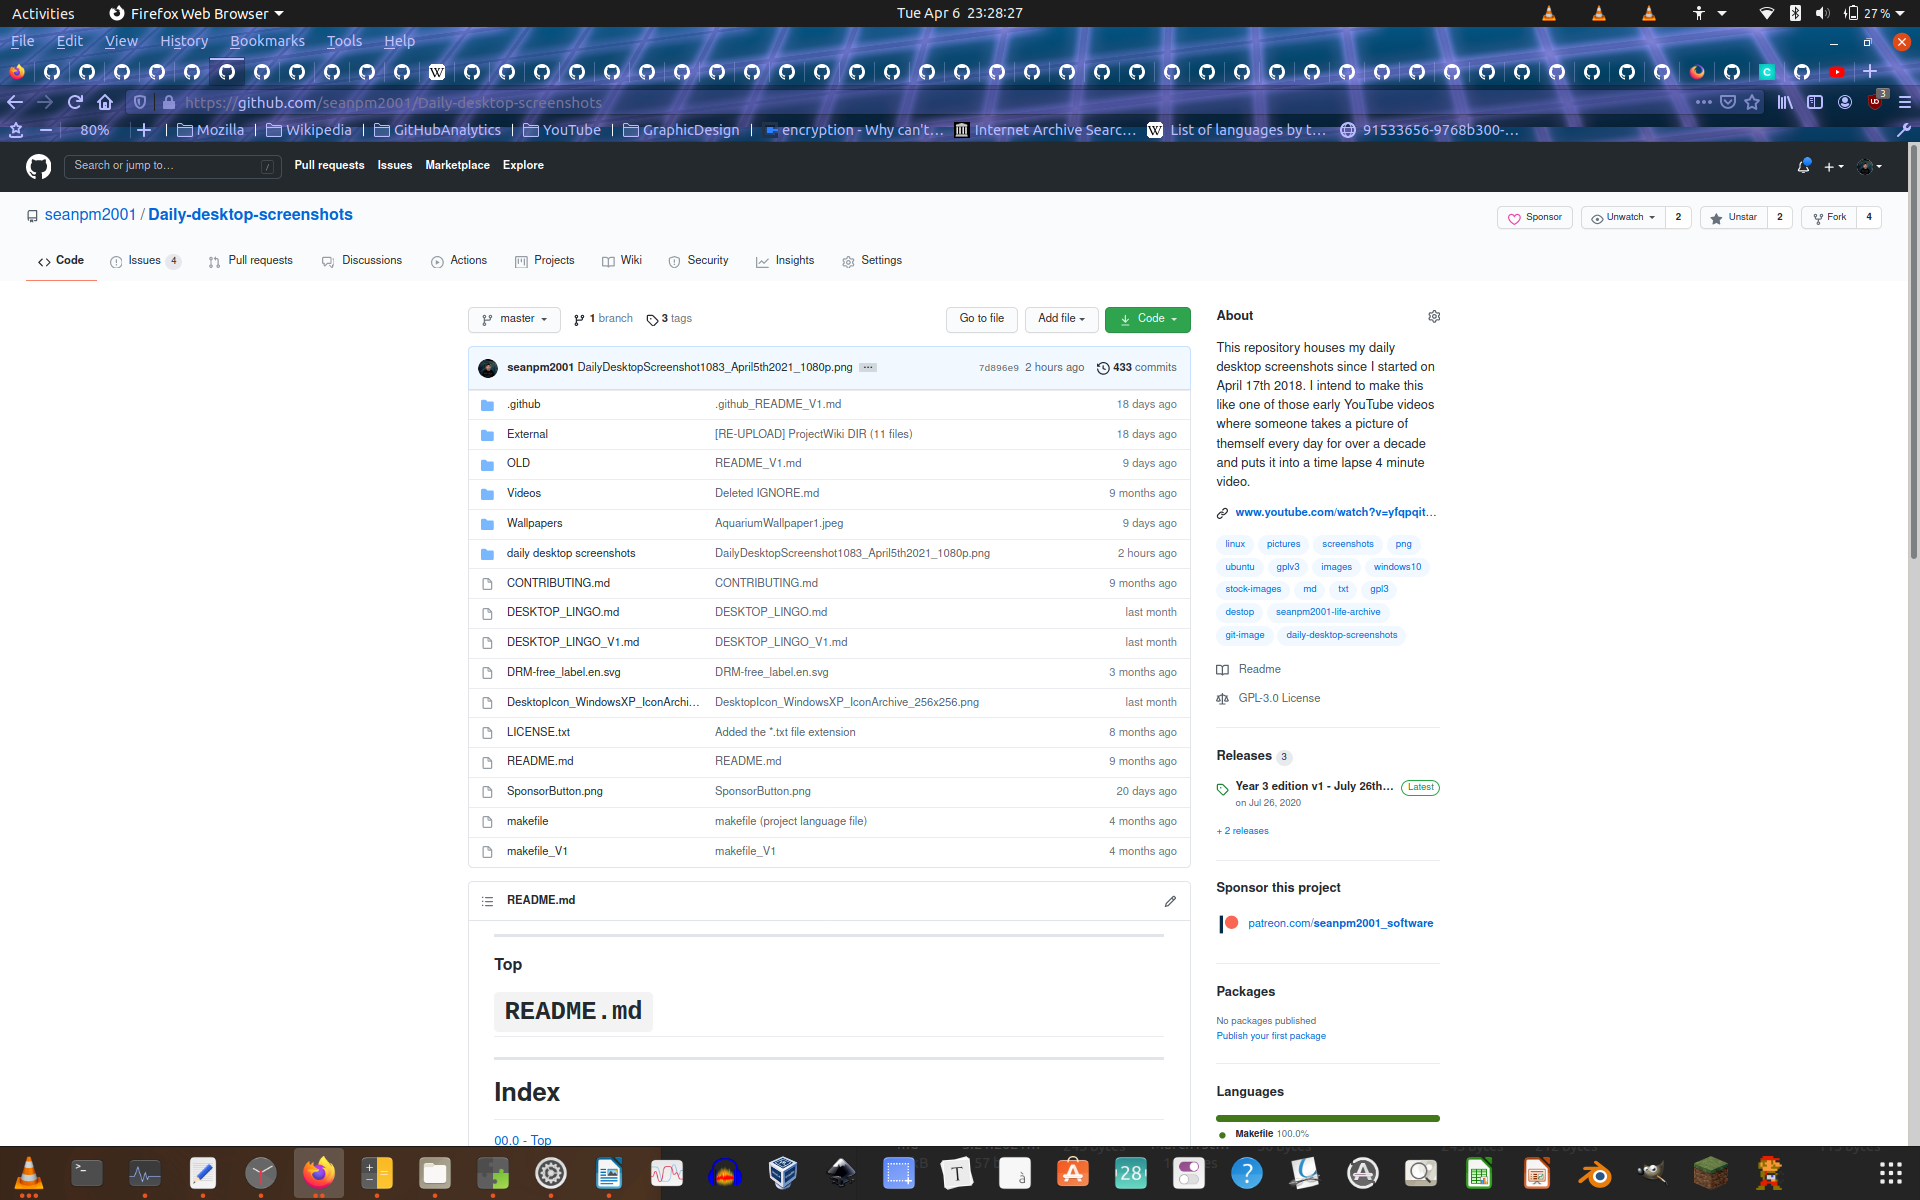 Activities Firefox Web Browser Tue Apr 6 23:28:27 27 %
File Edit View History Bookmarks Tools Help
https://github.com/seanpm2001/Daily-desktop-screenshots 3
80% Mozilla Wikipedia GitHubAnalytics YouTube GraphicDesign encryption - Why can't… Internet Archive Searc… List of languages by t… 91533656-9768b300-…
Search or jump to… / Pull requests Issues Marketplace Explore
seanpm2001 / Daily-desktop-screenshots Sponsor Unwatch 2 Unstar 2 Fork 4
Code Issues 4 Pull requests Discussions Actions Projects Wiki Security Insights Settings
master 1 branch 3 tags Go to file Add file Code
seanpm2001 DailyDesktopScreenshot1083_April5th2021_1080p.png … 7d896e9 2 hours ago 433 commits
.github .github_README_V1.md 18 days ago
External [RE-UPLOAD] ProjectWiki DIR (11 files) 18 days ago
OLD README_V1.md 9 days ago
Videos Deleted IGNORE.md 9 months ago
Wallpapers AquariumWallpaper1.jpeg 9 days ago
daily desktop screenshots DailyDesktopScreenshot1083_April5th2021_1080p.png 2 hours ago
CONTRIBUTING.md CONTRIBUTING.md 9 months ago
DESKTOP_LINGO.md DESKTOP_LINGO.md last month
DESKTOP_LINGO_V1.md DESKTOP_LINGO_V1.md last month
DRM-free_label.en.svg DRM-free_label.en.svg 3 months ago
DesktopIcon_WindowsXP_IconArchi… DesktopIcon_WindowsXP_IconArchive_256x256.png last month
LICENSE.txt Added the *.txt file extension 8 months ago
README.md README.md 9 months ago
SponsorButton.png SponsorButton.png 20 days ago
makefile makefile (project language file) 4 months ago
makefile_V1 makefile_V1 4 months ago
README.md
Top
README.md
Index
00.0 - Top
About
This repository houses my daily
desktop screenshots since I started on
April 17th 2018. I intend to make this
like one of those early YouTube videos
where someone takes a picture of
themself every day for over a decade
and puts it into a time lapse 4 minute
video.
www.youtube.com/watch?v=yfqpqit…
linux pictures screenshots png
ubuntu gplv3 images windows10
stock-images md txt gpl3
destop seanpm2001-life-archive
git-image daily-desktop-screenshots
Readme
GPL-3.0 License
Releases 3
Year 3 edition v1 - July 26th… Latest
on Jul 26, 2020
+ 2 releases
Sponsor this project
patreon.com/seanpm2001_software
Packages
No packages published
Publish your first package
Languages
Makefile 100.0%
28